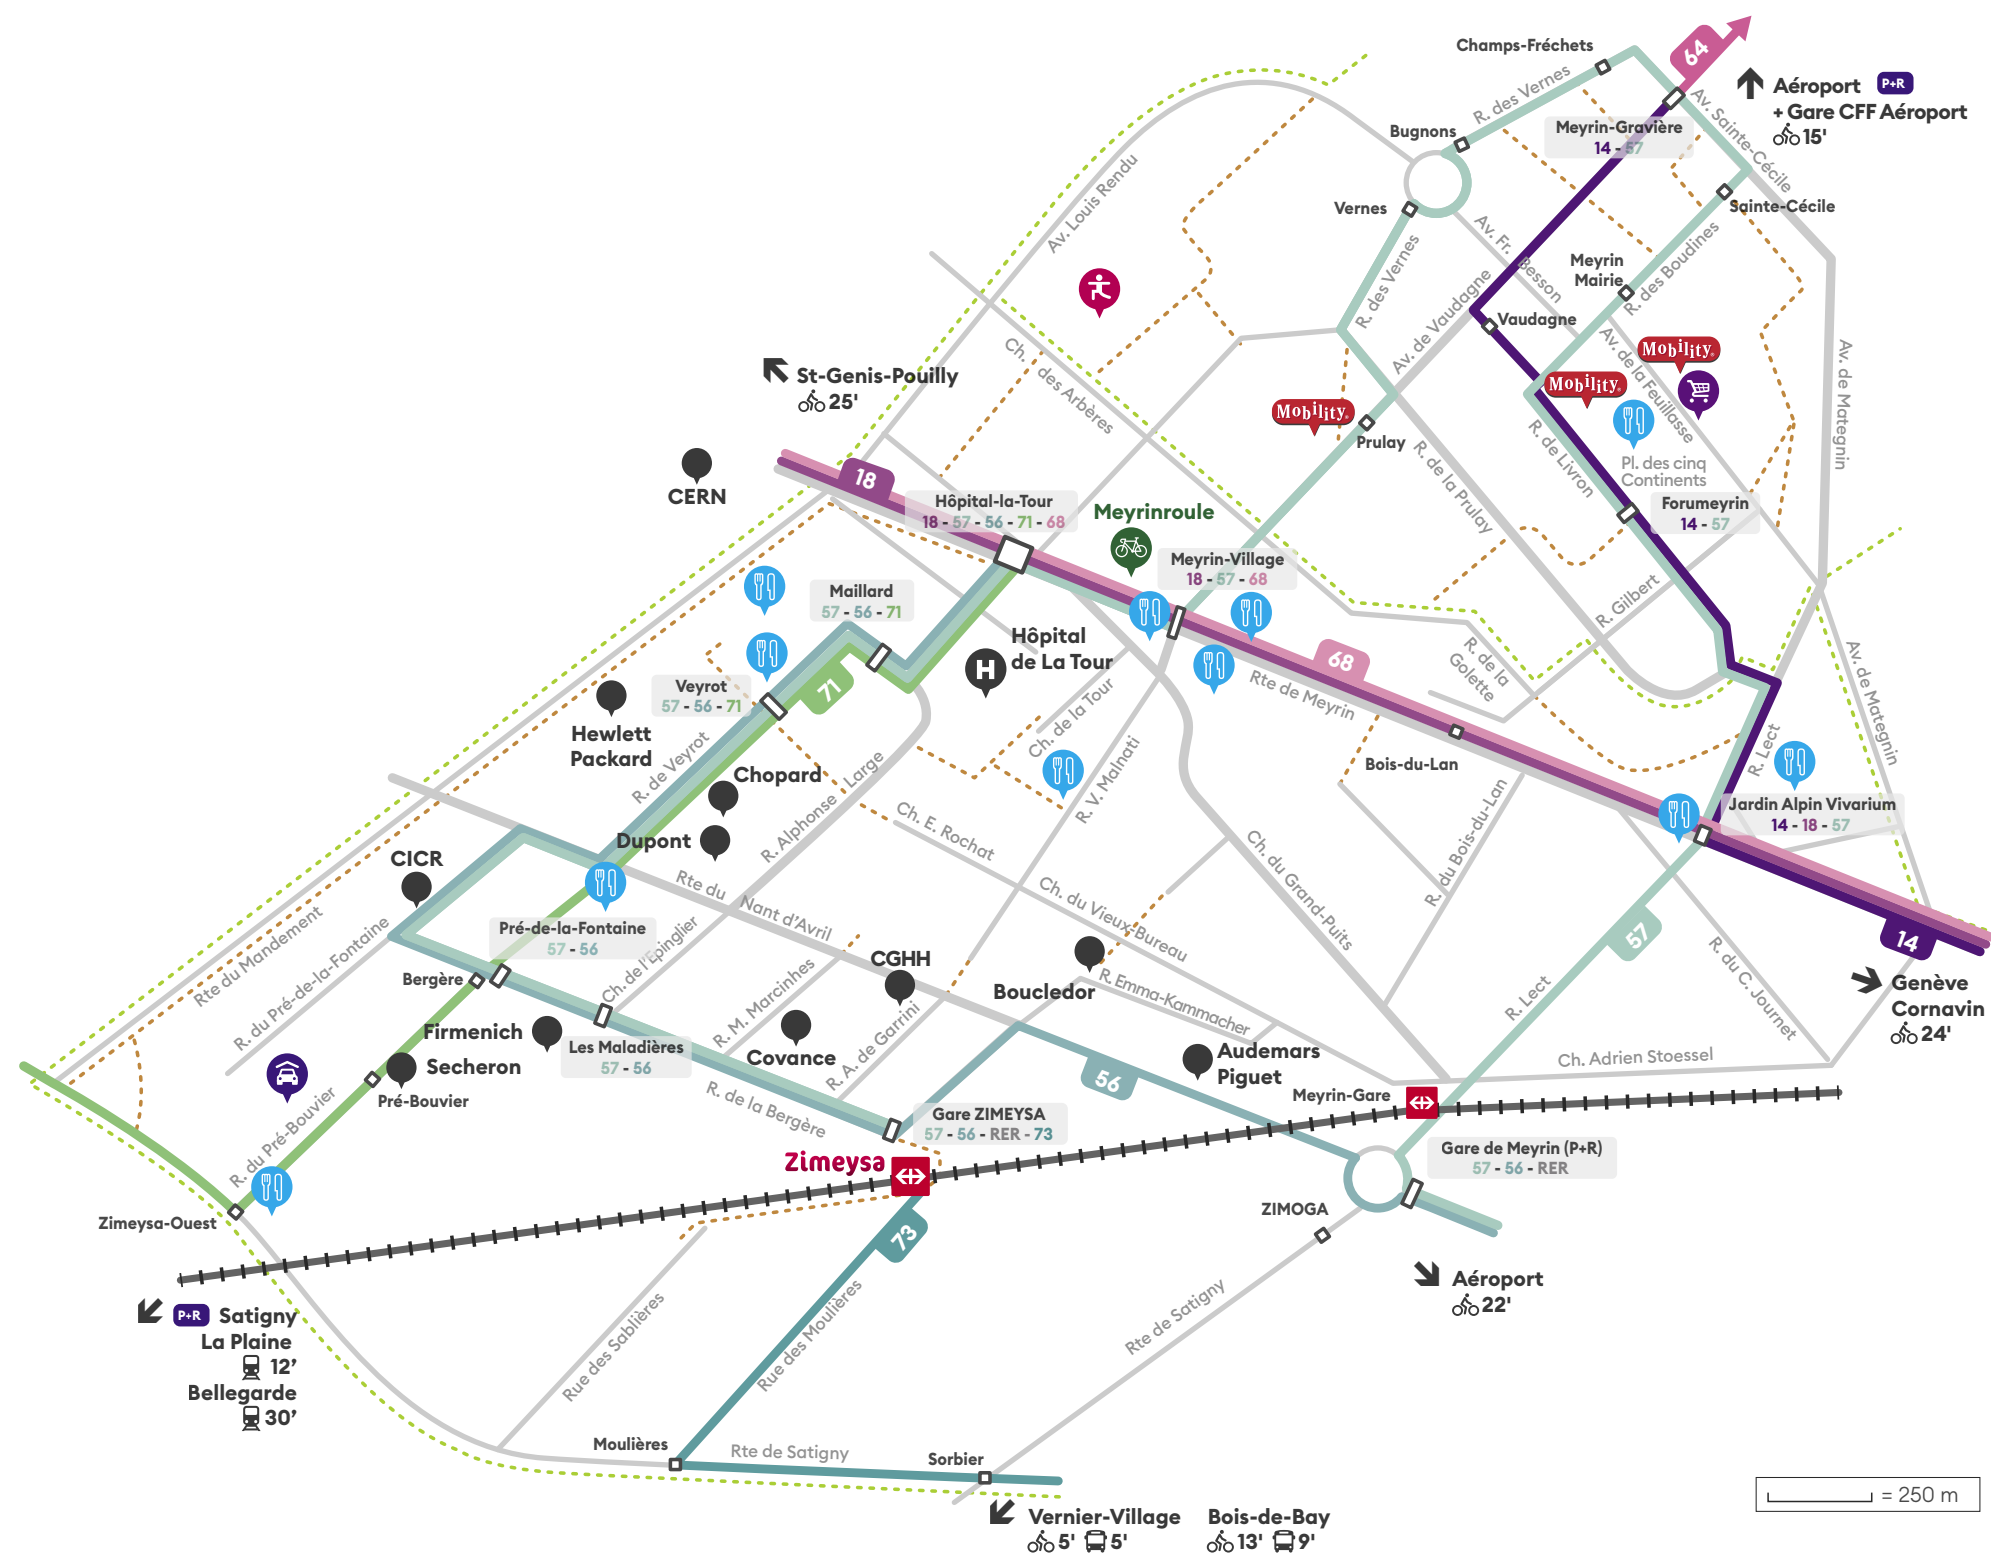 Champs-Fréchets
64
R. des Vernes
Aéroport P+R
+ Gare CFF Aéroport
15'
Av. Sainte-Cécile
Bugnons
Meyrin-Gravière
14 - 57
Av. Louis Rendu
Vernes
Sainte-Cécile
R. des Vernes
Av. Fr. Besson
Meyrin
Mairie
R. des Boudines
Av. de Vaudagne
Vaudagne
Ch. des Arbères
Av. de la Feuillasse
Mobility
Mobility
Mobility
Av. de Mategnin
St-Genis-Pouilly
25'
Prulay
R. de la Prulay
R. de Livron
Pl. des cinq
Continents
CERN
18
Hôpital-la-Tour
18 - 57 - 56 - 71 - 68
Meyrinroule
Forumeyrin
14 - 57
Meyrin-Village
18 - 57 - 68
Maillard
57 - 56 - 71
R. Gilbert
Hôpital
de La Tour
H
68
R. de la
Golette
Av. de Mategnin
Veyrot
57 - 56 - 71
71
Ch. de la Tour
Rte de Meyrin
Hewlett
Packard
R. de Veyrot
Chopard
R. Alphonse - Large
R. V. Malnati
Bois-du-Lan
R. Lect
Jardin Alpin Vivarium
14 - 18 - 57
Dupont
Ch. E. Rochat
Ch. du Grand-Puits
R. du Bois-du-Lan
CICR
Rte du Nant d'Avril
Ch. du Vieux-Bureau
57
14
Pré-de-la-Fontaine
57 - 56
Rte du Mandement
R. du Pré-de-la-Fontaine
Bergère
Ch. de l'Epinglier
CGHH
R. M. Marcinhes
Boucledor
R. Emma-Kammacher
R. Lect
R. du C. Journet
Genève
Cornavin
24'
Firmenich
Les Maladières
57 - 56
Covance
R. A. de Garrini
Secheron
Audemars
Piguet
56
Ch. Adrien Stoessel
Pré-Bouvier
R. de la Bergère
Meyrin-Gare
Gare ZIMEYSA
57 - 56 - RER - 73
R. du Pré-Bouvier
Zimeysa
Gare de Meyrin (P+R)
57 - 56 - RER
Zimeysa-Ouest
73
ZIMOGA
Aéroport
22'
P+R Satigny
La Plaine
12’
Bellegarde
30’
Rue des Sablières
Rue des Moulières
Rte de Satigny
Moulières
Rte de Satigny
Sorbier
= 250 m
Vernier-Village
5' 5'
Bois-de-Bay
13' 9'